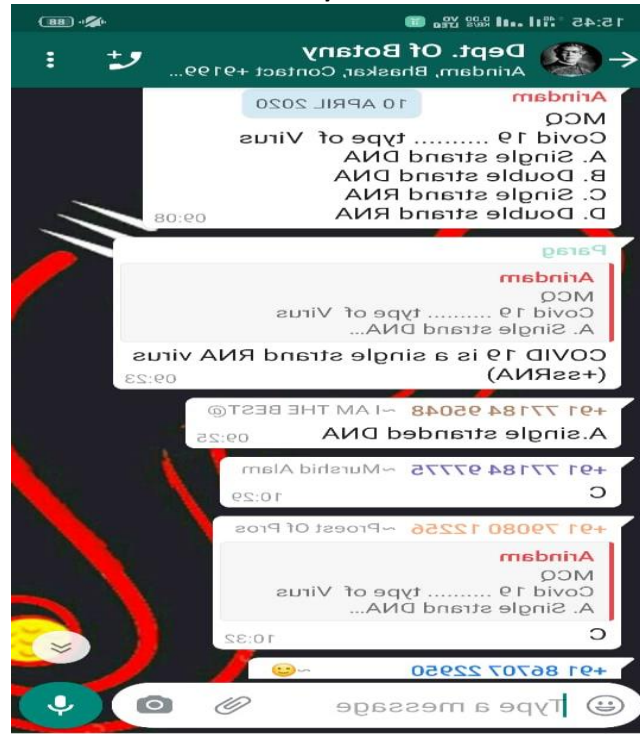 15:45
88
Dept. Of Botany
Arindam, Bhaskar, Contact +9199...
Arindam
10 APRIL 2020
MCQ
Covid 19 .......... type of Virus
A. Single strand DNA
B. Double strand DNA
C. Single strand RNA
D. Double strand RNA
09:08
Parag
Arindam
MCQ
Covid 19 .......... type of Virus
A. Single strand DNA...
COVID 19 is a single strand RNA virus
(+ssRNA)
09:23
+91 77184 95048 ~I AM THE BEST@
A.single stranded DNA
09:25
+91 77184 97775 ~Murshid Alam
C
10:29
+91 79080 12256 ~Proest Of Pros
Arindam
MCQ
Covid 19 .......... type of Virus
A. Single strand DNA...
C
10:32
+91 86707 22950 ~😊
Type a message